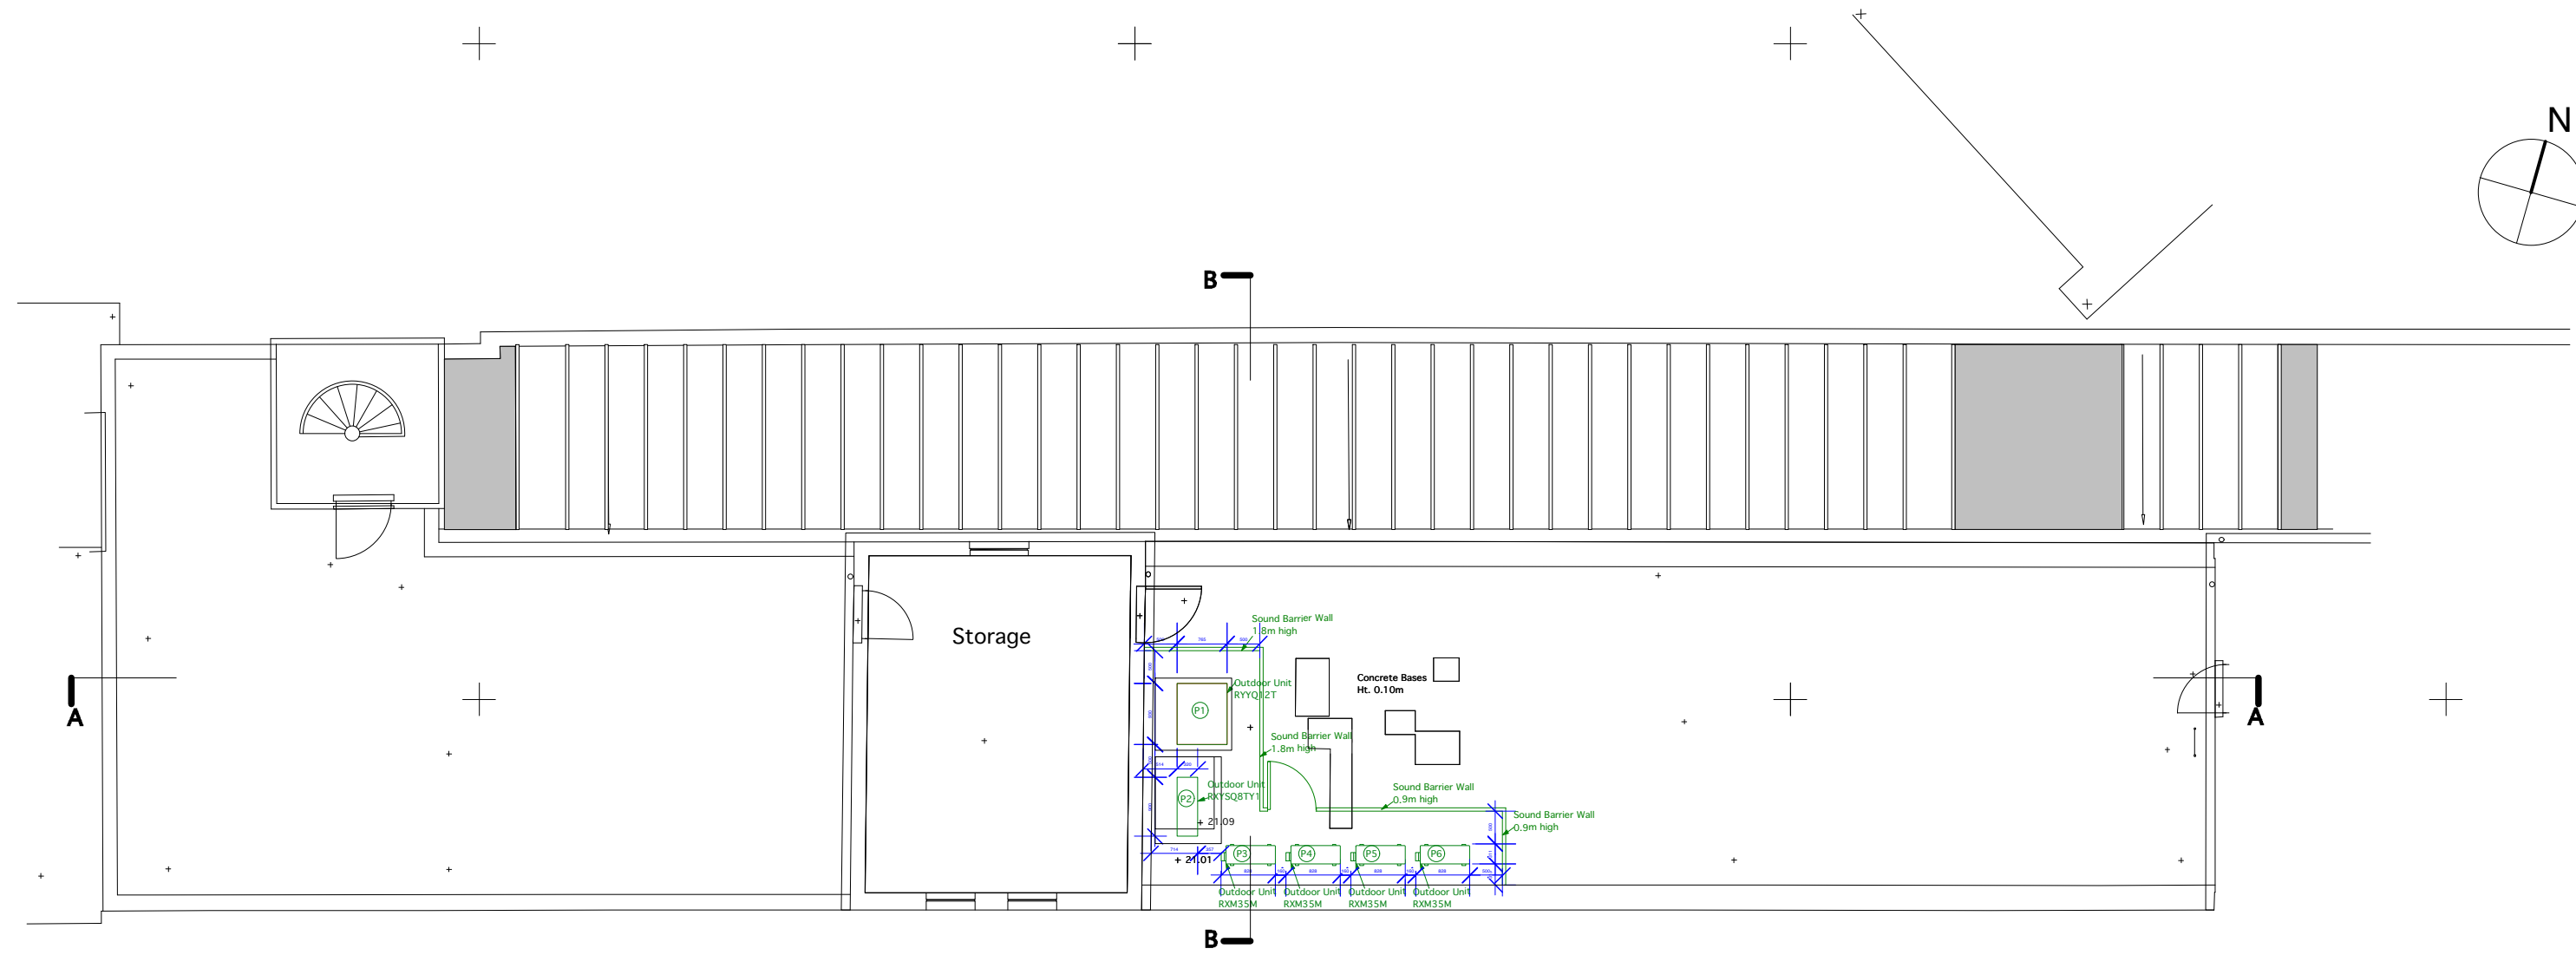 N
B
Storage
Sound Barrier Wall
1.8m high
Concrete Bases
Ht. 0.10m
Outdoor Unit
RYYQ12T
P1
A
A
Sound Barrier Wall
1.8m high
Outdoor Unit
RXYSQ8TY1
P2
Sound Barrier Wall
0.9m high
Sound Barrier Wall
0.9m high
21.09
21.01
P3
P4
P5
P6
Outdoor Unit
RXM35M
Outdoor Unit
RXM35M
Outdoor Unit
RXM35M
Outdoor Unit
RXM35M
B